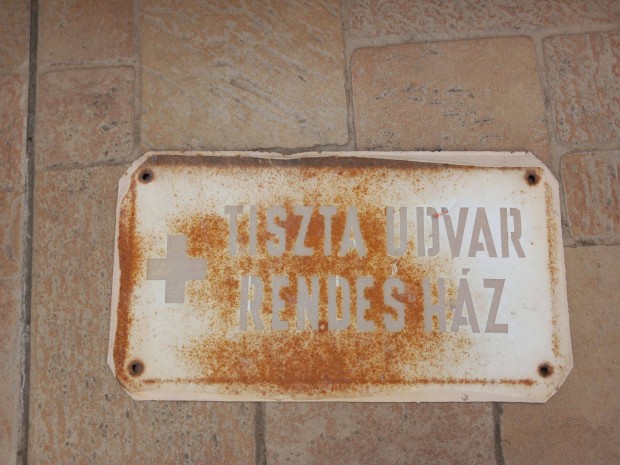 TISZTA UDVAR
RENDES HÁZ